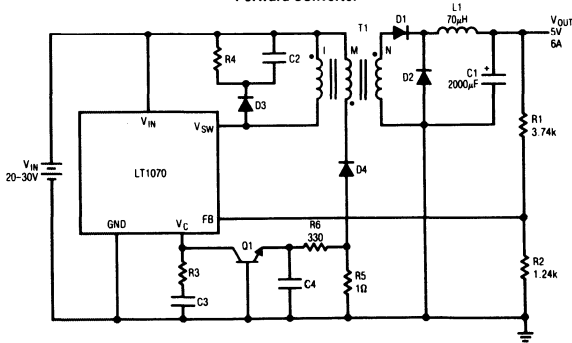 Forward Converter
T1
D1
L1
70μH
VOUT
5V
6A
R4
C2
I
M
N
D2
C1
2000μF
+
D3
R1
3.74k
VIN
VSW
VIN
20–30V
LT1070
D4
GND
VC
FB
R6
330
Q1
R3
C3
C4
R5
1Ω
R2
1.24k